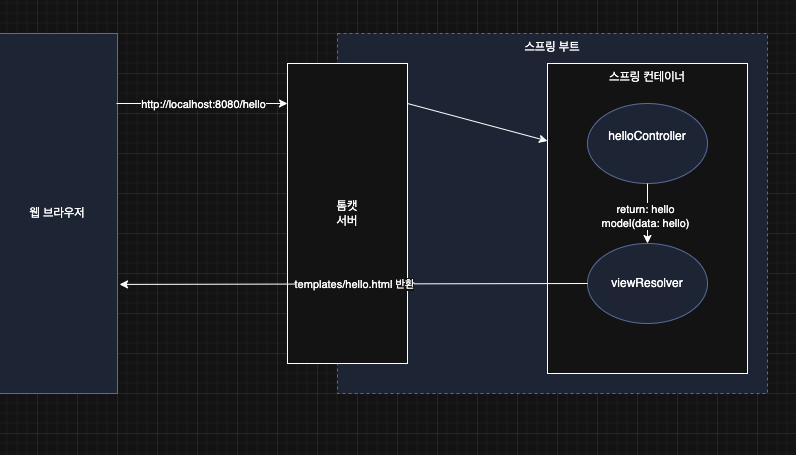 스프링 부트
스프링 컨테이너
http://localhost:8080/hello
helloController
웹 브라우저
톰캣
서버
return: hello
model(data: hello)
templates/hello.html 반환
viewResolver